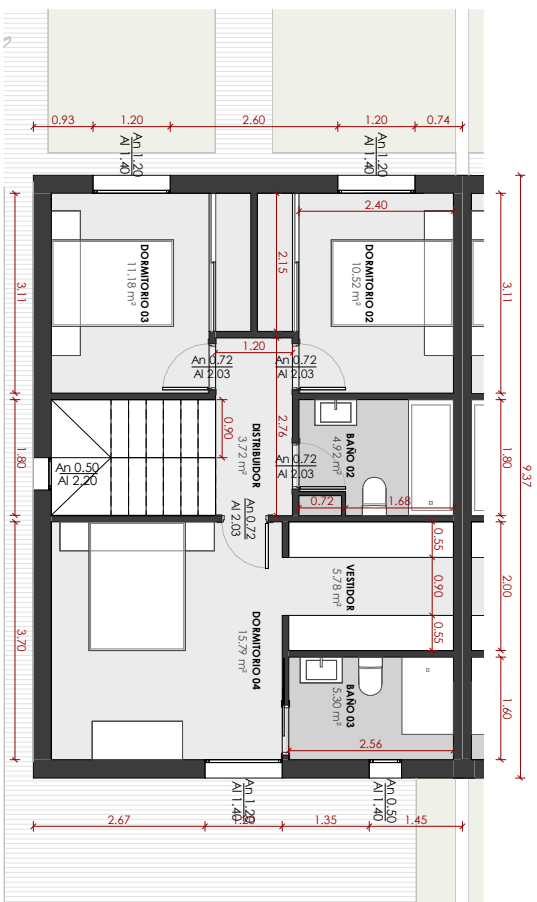 0.93
1.20
2.60
1.20
0.74
An 1.20
Al 1.40
An 1.20
Al 1.40
2.40
2.15
DORMITORIO 03
11.18 m²
DORMITORIO 02
10.52 m²
3.11
3.11
1.20
An 0.72
Al 2.03
An 0.72
Al 2.03
9.37
0.90
2.76
DISTRIBUIDOR
3.72 m²
BAÑO 02
4.92 m²
1.80
1.80
An 0.50
Al 2.20
An 0.72
Al 2.03
0.72
1.68
An 0.72
Al 2.03
0.55
VESTIDOR
5.78 m²
0.90
2.00
0.55
DORMITORIO 04
15.79 m²
3.70
BAÑO 03
5.30 m²
1.60
2.56
An 1.20
Al 1.40
An 0.50
Al 1.40
2.67
1.20
1.35
1.45